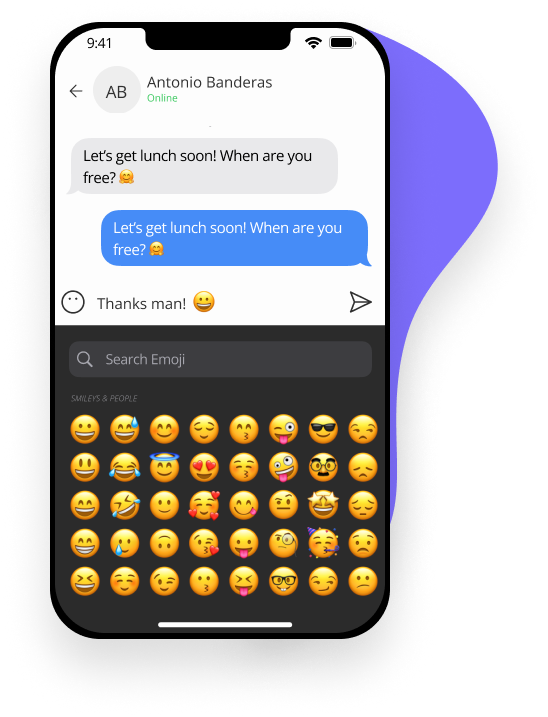 9:41
AB
Antonio Banderas
Online
Let's get lunch soon! When are you
free? 🤗
Let's get lunch soon! When are you
free? 🤗
Thanks man! 😀
Search Emoji
SMILEYS & PEOPLE